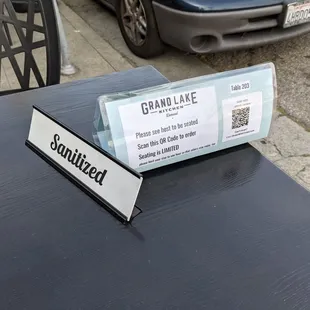 GRAND LAKE
KITCHEN
Table 203
Please see host to be seated.
Scan this QR Code to order
Seating is LIMITED
Sanitized